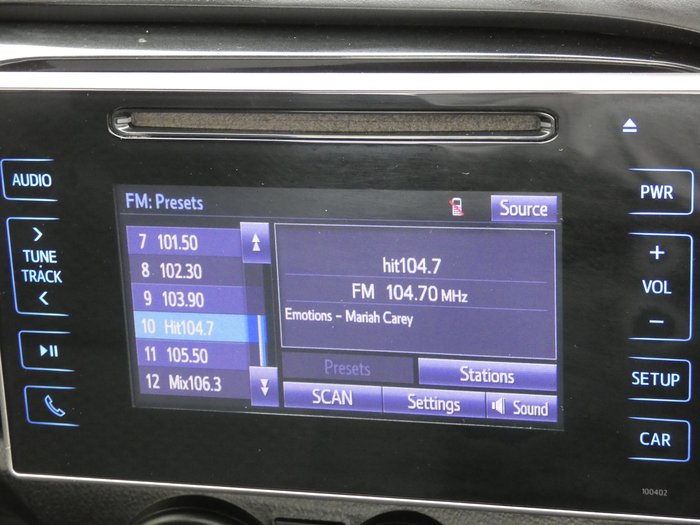 AUDIO
> TUNE · TRACK <
FM: Presets
Source
7 101.50
8 102.30
9 103.90
10 Hit104.7
11 105.50
12 Mix106.3
hit104.7
FM 104.70 MHz
Emotions - Mariah Carey
Presets
Stations
SCAN
Settings
Sound
PWR
+
VOL
-
SETUP
CAR
100402